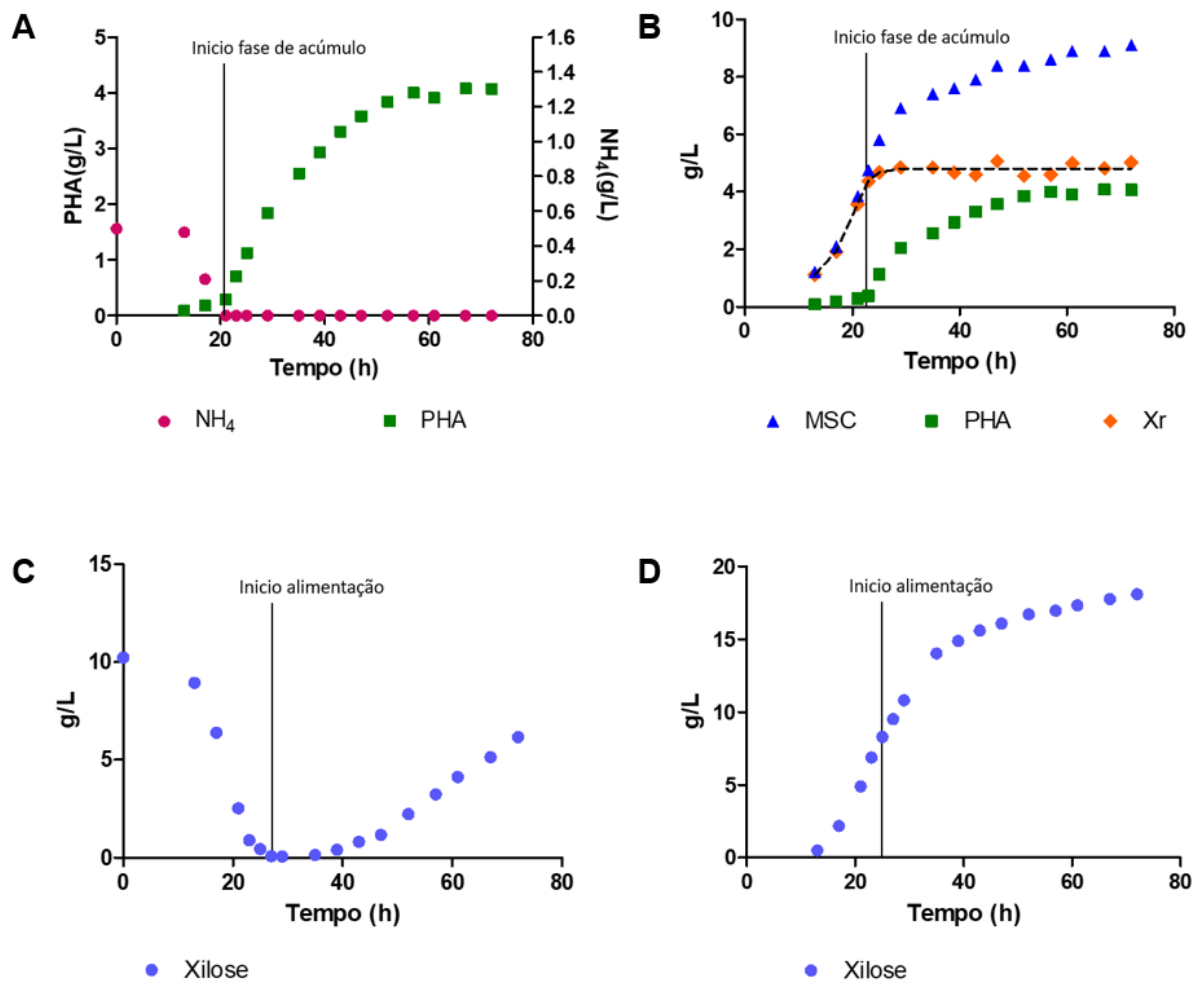 A
Inicio fase de acúmulo
PHA(g/L)
5
4
3
2
1
0
1.6
1.4
1.2
1.0
0.8
0.6
0.4
0.2
0.0
NH₄(g/L)
0 20 40 60 80
Tempo (h)
NH₄ PHA
B
Inicio fase de acúmulo
g/L
10
8
6
4
2
0
0 20 40 60 80
Tempo (h)
MSC PHA Xr
C
Inicio alimentação
g/L
15
10
5
0
0 20 40 60 80
Tempo (h)
Xilose
D
Inicio alimentação
g/L
20
15
10
5
0
0 20 40 60 80
Tempo (h)
Xilose